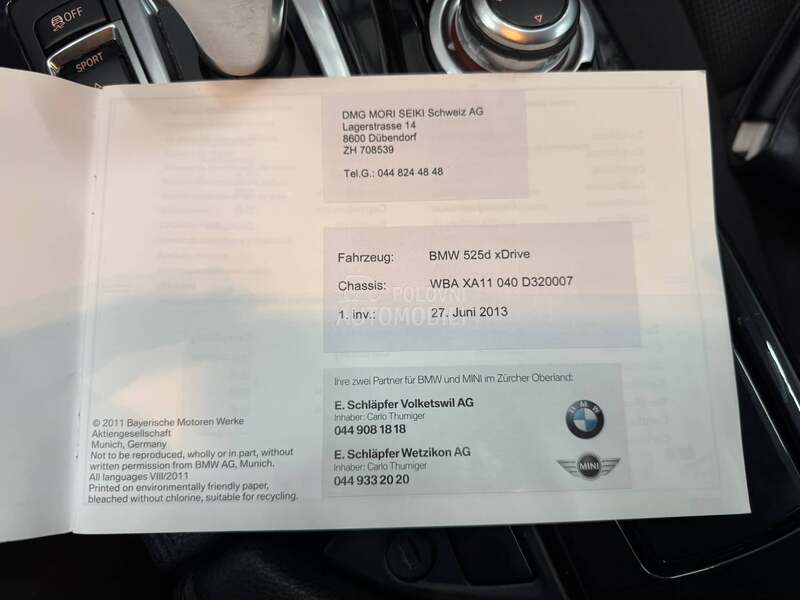 OFF
SPORT
DMG MORI SEIKI Schweiz AG
Lagerstrasse 14
8600 Dübendorf
ZH 708539
Tel.G.: 044 824 48 48
Fahrzeug: BMW 525d xDrive
Chassis: WBA XA11 040 D320007
POLOVNI
AUTOMOBILI
1. inv.: 27. Juni 2013
Ihre zwei Partner für BMW und MINI im Zürcher Oberland:
E. Schläpfer Volketswil AG
Inhaber: Carlo Thumiger
044 908 18 18
BMW
E. Schläpfer Wetzikon AG
Inhaber: Carlo Thumiger
044 933 20 20
MINI
© 2011 Bayerische Motoren Werke
Aktiengesellschaft
Munich, Germany
Not to be reproduced, wholly or in part, without
written permission from BMW AG, Munich.
All languages VIII/2011
Printed on environmentally friendly paper,
bleached without chlorine, suitable for recycling.